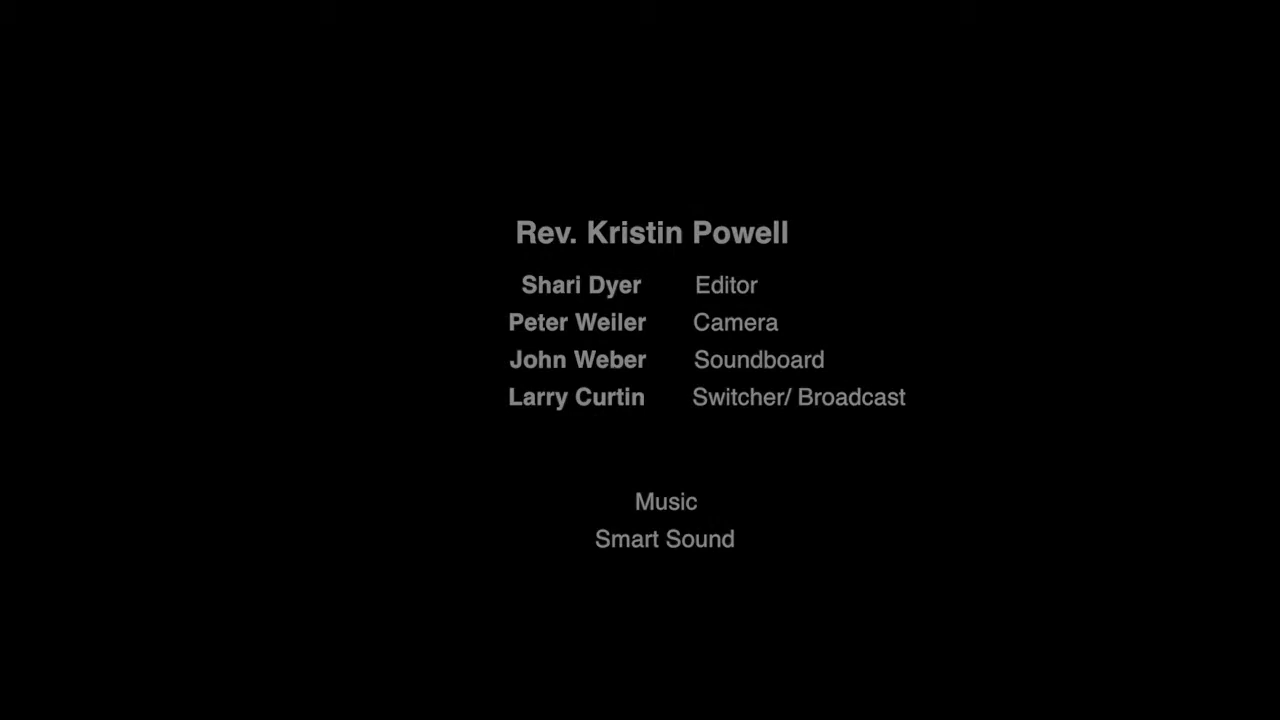 Rev. Kristin Powell
Shari Dyer Editor
Peter Weiler Camera
John Weber Soundboard
Larry Curtin Switcher/ Broadcast
Music
Smart Sound